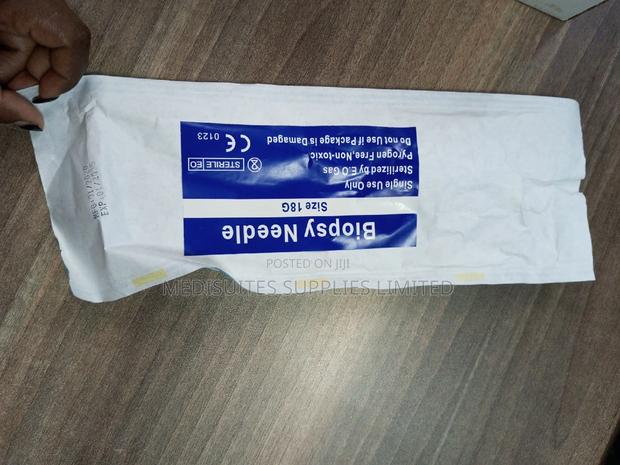 Biopsy Needle
Size 18G
Single Use Only
Sterilized by E.O Gas
Pyrogen Free,Non-toxic
Do not Use if Package is Damaged
STERILE EO
CE 0123
POSTED ON JIJI
MEDISUITES SUPPLIES LIMITED